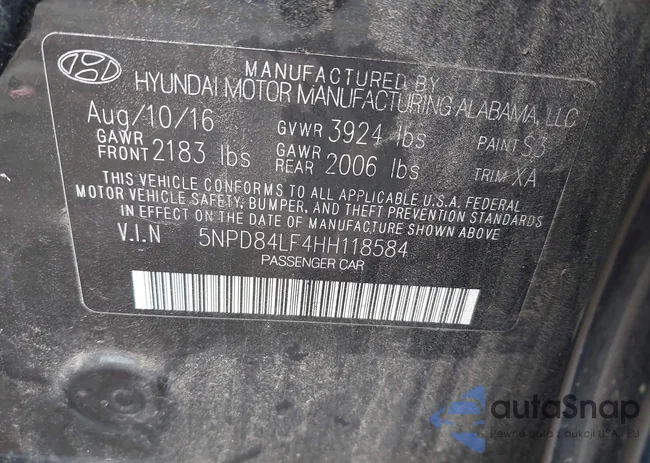 MANUFACTURED BY
HYUNDAI MOTOR MANUFACTURING ALABAMA, LLC
Aug/10/16 GVWR 3924 lbs PAINT S3
GAWR FRONT 2183 lbs GAWR REAR 2006 lbs TRIM XA
THIS VEHICLE CONFORMS TO ALL APPLICABLE U.S.A. FEDERAL
MOTOR VEHICLE SAFETY, BUMPER, AND THEFT PREVENTION STANDARDS
IN EFFECT ON THE DATE OF MANUFACTURE SHOWN ABOVE
V.I.N 5NPD84LF4HH118584
PASSENGER CAR
autoSnap